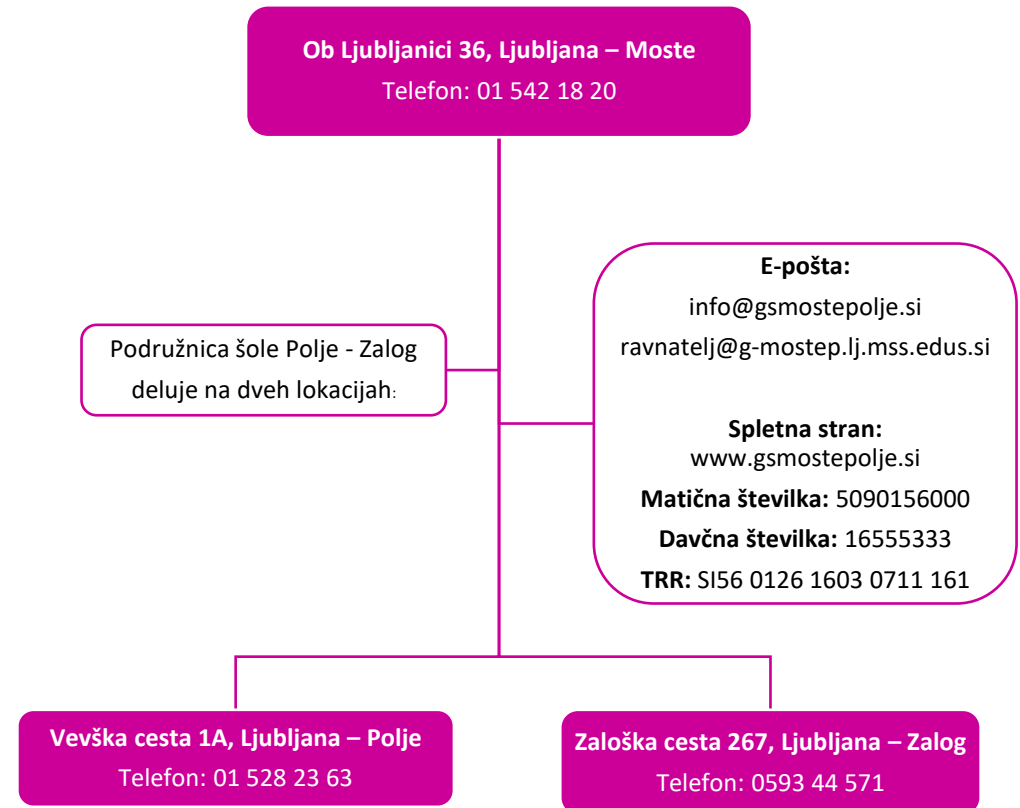 Ob Ljubljanici 36, Ljubljana – Moste
Telefon: 01 542 18 20
Podružnica šole Polje - Zalog
deluje na dveh lokacijah:
E-pošta:
info@gsmostepolje.si
ravnatelj@g-mostep.lj.mss.edus.si
Spletna stran:
www.gsmostepolje.si
Matična številka: 5090156000
Davčna številka: 16555333
TRR: SI56 0126 1603 0711 161
Vevška cesta 1A, Ljubljana – Polje
Telefon: 01 528 23 63
Zaloška cesta 267, Ljubljana – Zalog
Telefon: 0593 44 571